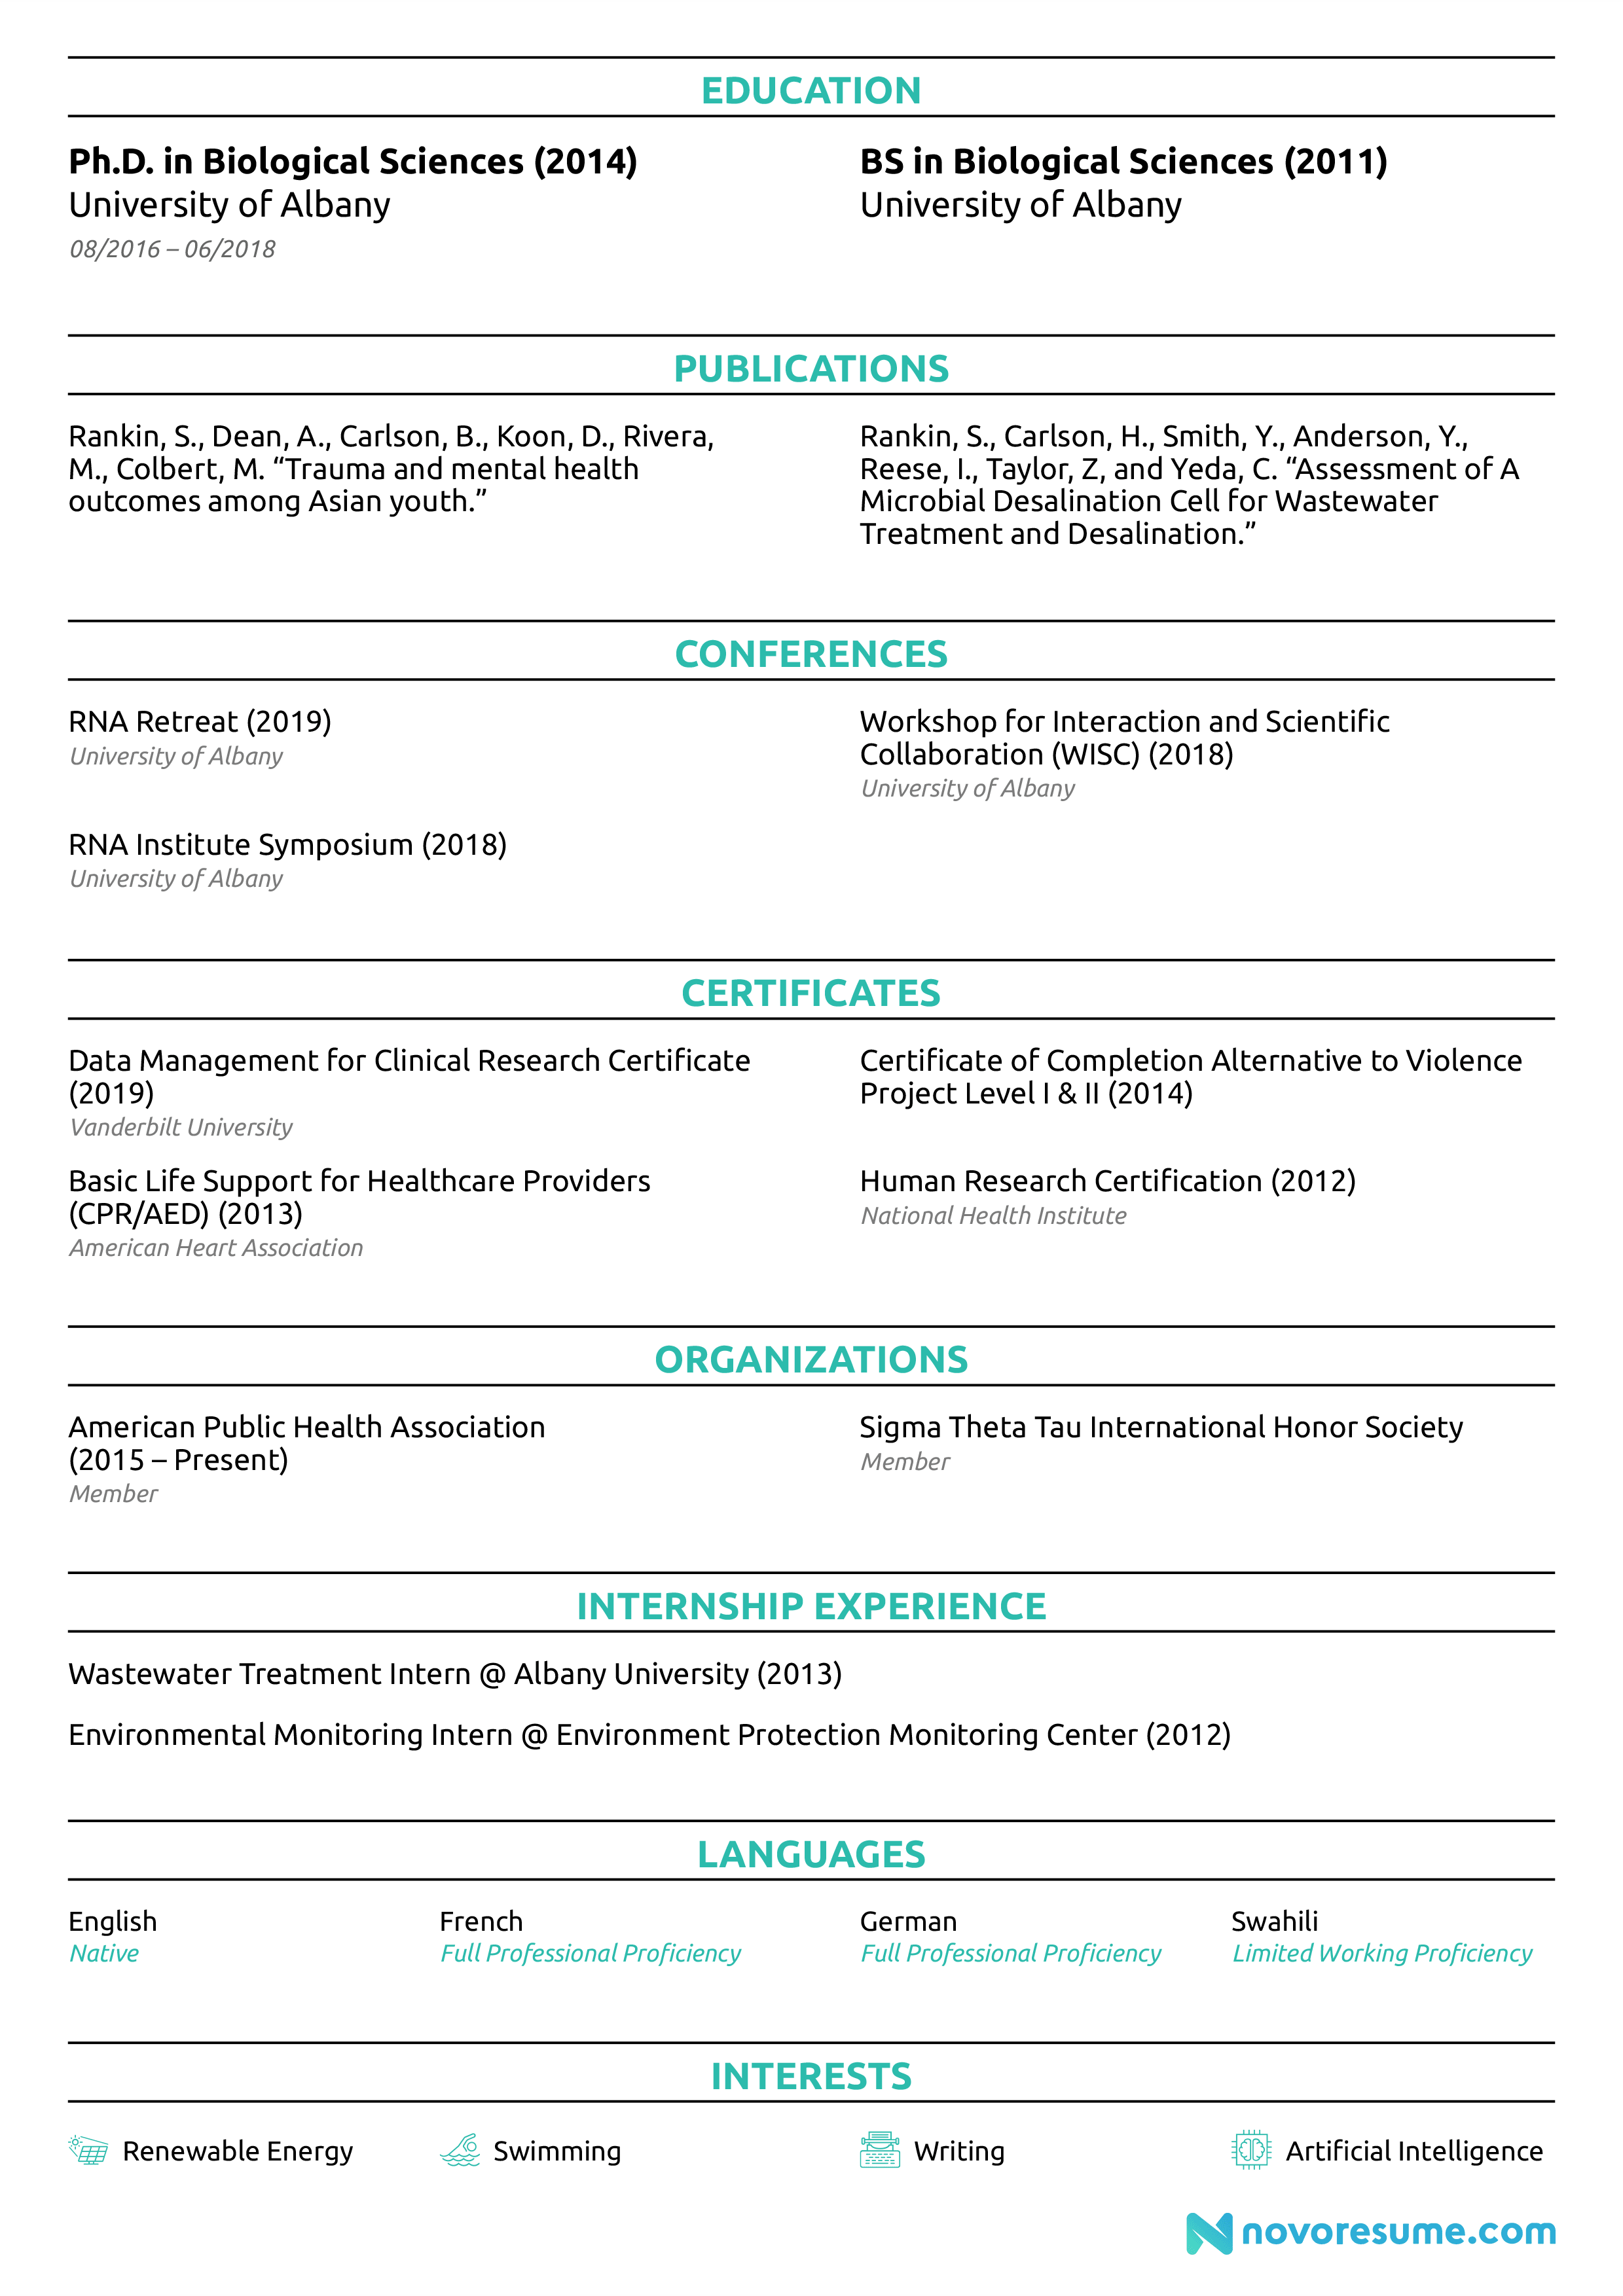 EDUCATION
Ph.D. in Biological Sciences (2014)
University of Albany
08/2016 – 06/2018
BS in Biological Sciences (2011)
University of Albany
PUBLICATIONS
Rankin, S., Dean, A., Carlson, B., Koon, D., Rivera,
M., Colbert, M. “Trauma and mental health
outcomes among Asian youth.”
Rankin, S., Carlson, H., Smith, Y., Anderson, Y.,
Reese, I., Taylor, Z, and Yeda, C. “Assessment of A
Microbial Desalination Cell for Wastewater
Treatment and Desalination.”
CONFERENCES
RNA Retreat (2019)
University of Albany
Workshop for Interaction and Scientific
Collaboration (WISC) (2018)
University of Albany
RNA Institute Symposium (2018)
University of Albany
CERTIFICATES
Data Management for Clinical Research Certificate
(2019)
Vanderbilt University
Certificate of Completion Alternative to Violence
Project Level I & II (2014)
Basic Life Support for Healthcare Providers
(CPR/AED) (2013)
American Heart Association
Human Research Certification (2012)
National Health Institute
ORGANIZATIONS
American Public Health Association
(2015 – Present)
Member
Sigma Theta Tau International Honor Society
Member
INTERNSHIP EXPERIENCE
Wastewater Treatment Intern @ Albany University (2013)
Environmental Monitoring Intern @ Environment Protection Monitoring Center (2012)
LANGUAGES
English
Native
French
Full Professional Proficiency
German
Full Professional Proficiency
Swahili
Limited Working Proficiency
INTERESTS
Renewable Energy
Swimming
Writing
Artificial Intelligence
novoresume.com